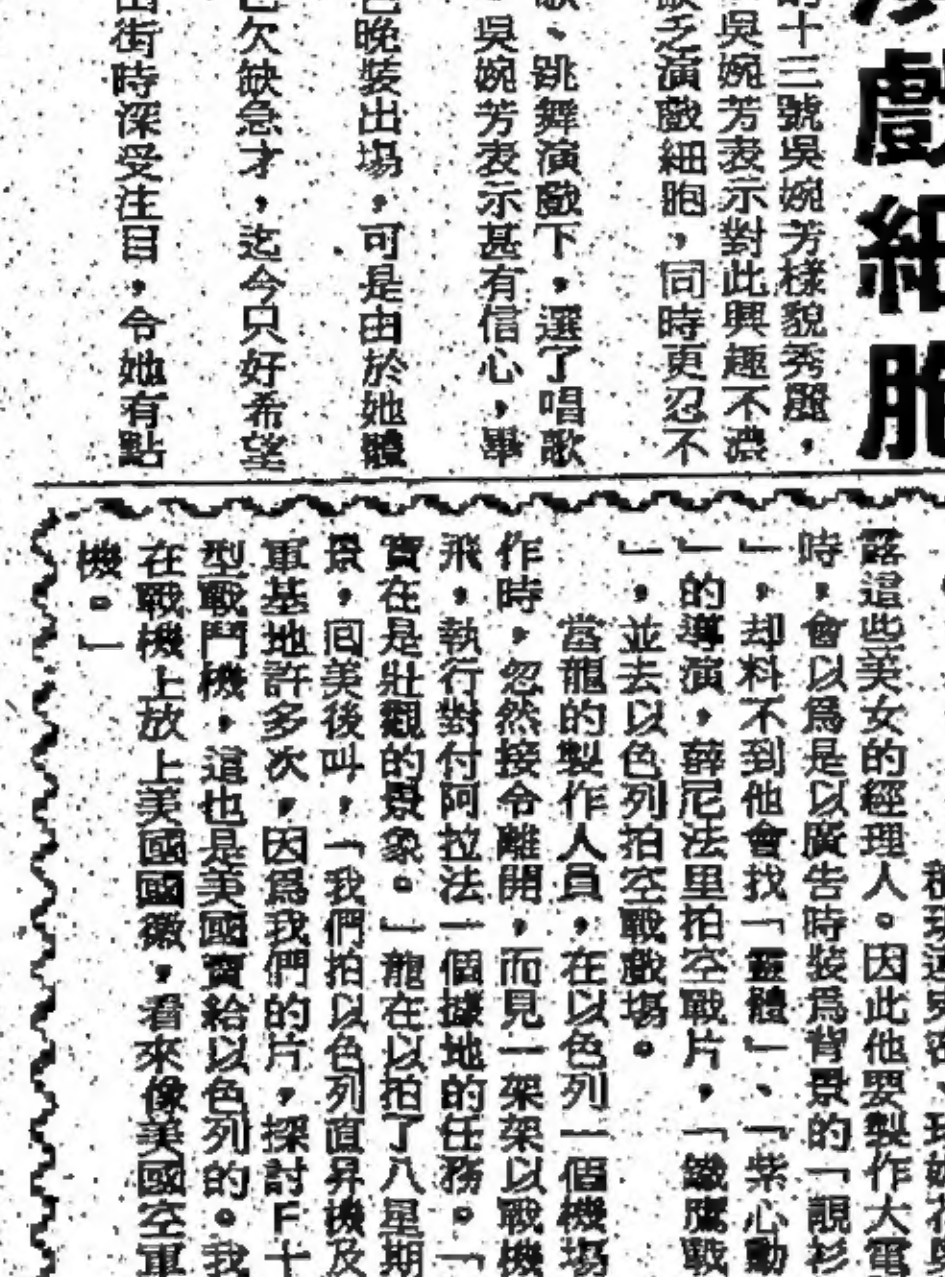 戲細胞
十三號吳婉芳樣貌秀麗，
吳婉芳表示對此興趣不濃
缺乏演戲細胞，同時更忍不
歌、跳舞演戲下，選了唱歌
吳婉芳表示甚有信心，畢
晚裝出場，可是由於她體
欠缺急才，迄今只好希望
出街時深受注目，令她有點
露這些美女的經理人。因此他要製作大電
時，會以爲是以廣告時裝爲背景的「靚衫
」，却料不到他會找「靈體」、「紫心勳
」的導演，薛尼法里拍空戰片，「鐵鷹戰
」，並去以色列拍空戰戲場。
當龍的製作人員，在以色列一個機場
作時，忽然接令離開，而見一架架以戰機
飛，執行對付阿拉法一個據地的任務。「
實在是壯觀的景象。」龍在以拍了八星期
景，回美後叫，「我們拍以色列直昇機及
軍基地許多次，因爲我們的片，探討F十
型戰鬥機，這也是美國賣給以色列的。我
在戰機上放上美國國徽，看來像美國空軍
機。」